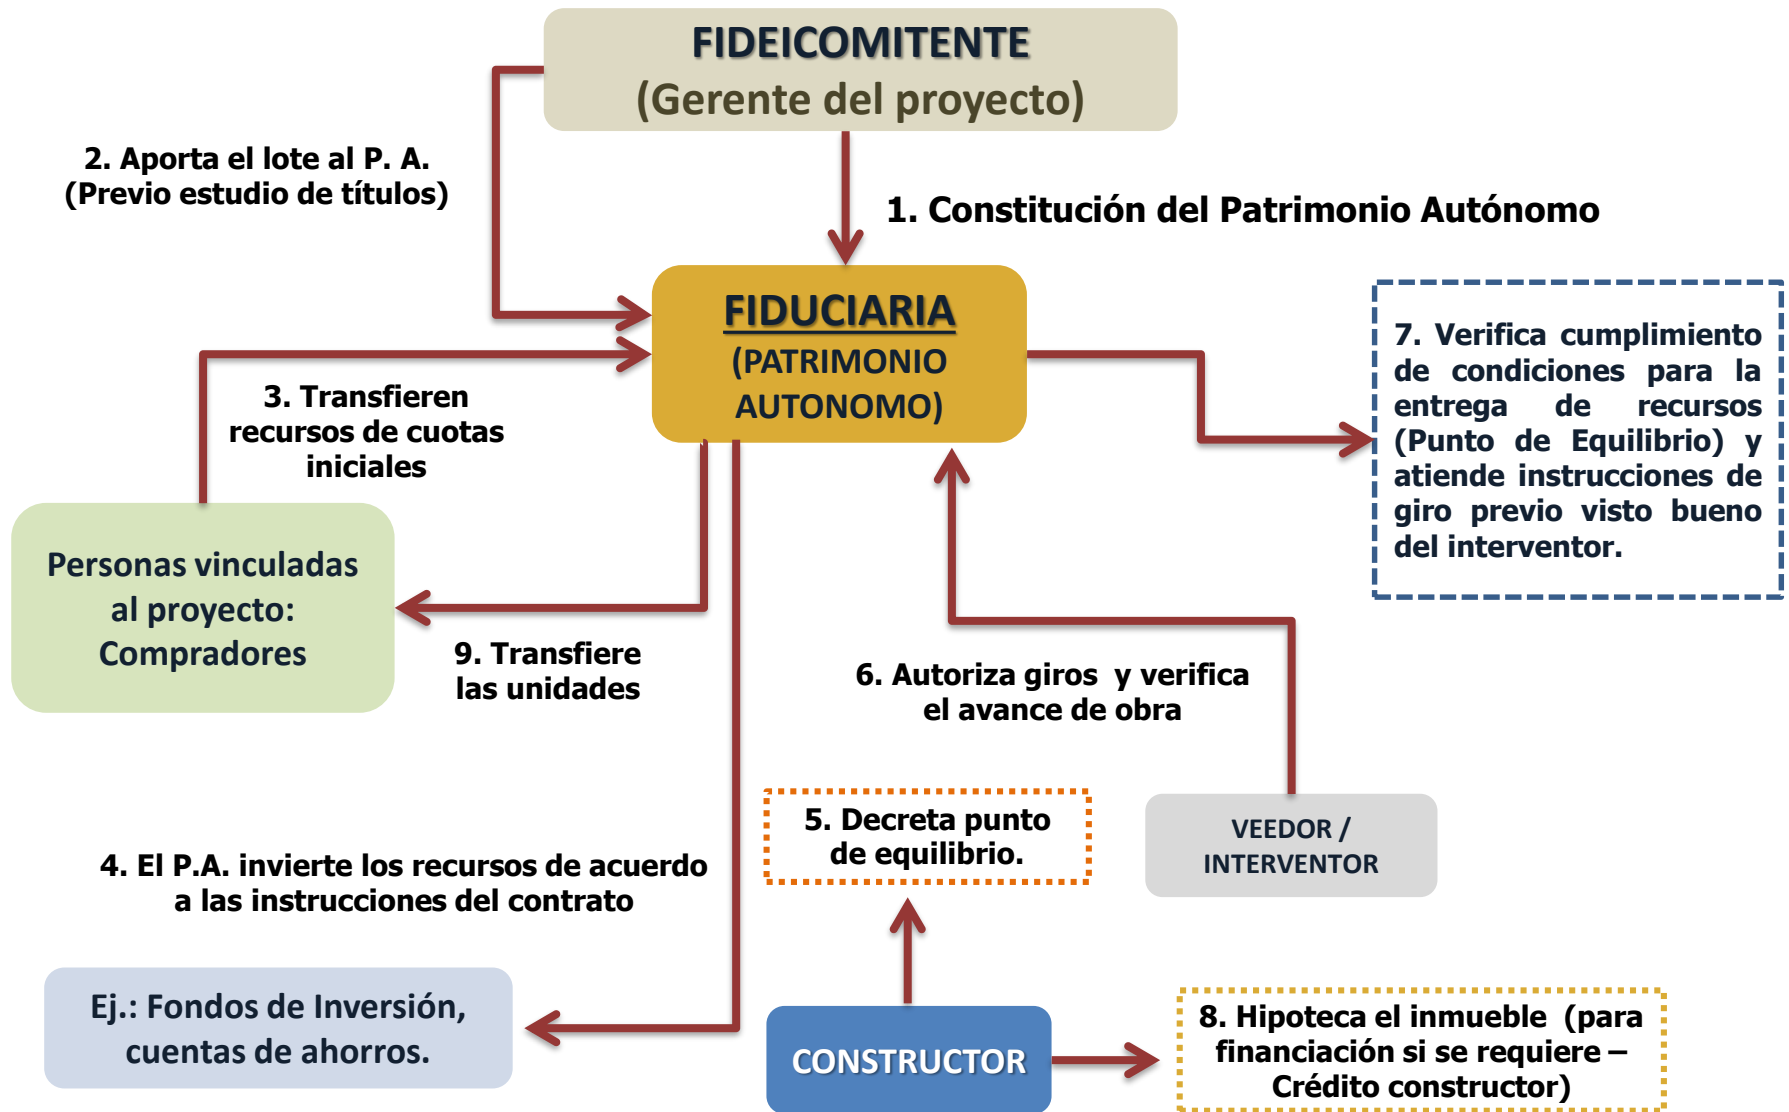 FIDEICOMITENTE
(Gerente del proyecto)
2. Aporta el lote al P. A.
(Previo estudio de títulos)
1. Constitución del Patrimonio Autónomo
FIDUCIARIA
(PATRIMONIO
AUTONOMO)
7. Verifica cumplimiento
de condiciones para la
entrega de recursos
(Punto de Equilibrio) y
atiende instrucciones de
giro previo visto bueno
del interventor.
3. Transfieren
recursos de cuotas
iniciales
Personas vinculadas
al proyecto:
Compradores
9. Transfiere
las unidades
6. Autoriza giros  y verifica
el avance de obra
5. Decreta punto
de equilibrio.
VEEDOR /
INTERVENTOR
4. El P.A. invierte los recursos de acuerdo
a las instrucciones del contrato
Ej.: Fondos de Inversión,
cuentas de ahorros.
CONSTRUCTOR
8. Hipoteca el inmueble  (para
financiación si se requiere –
Crédito constructor)